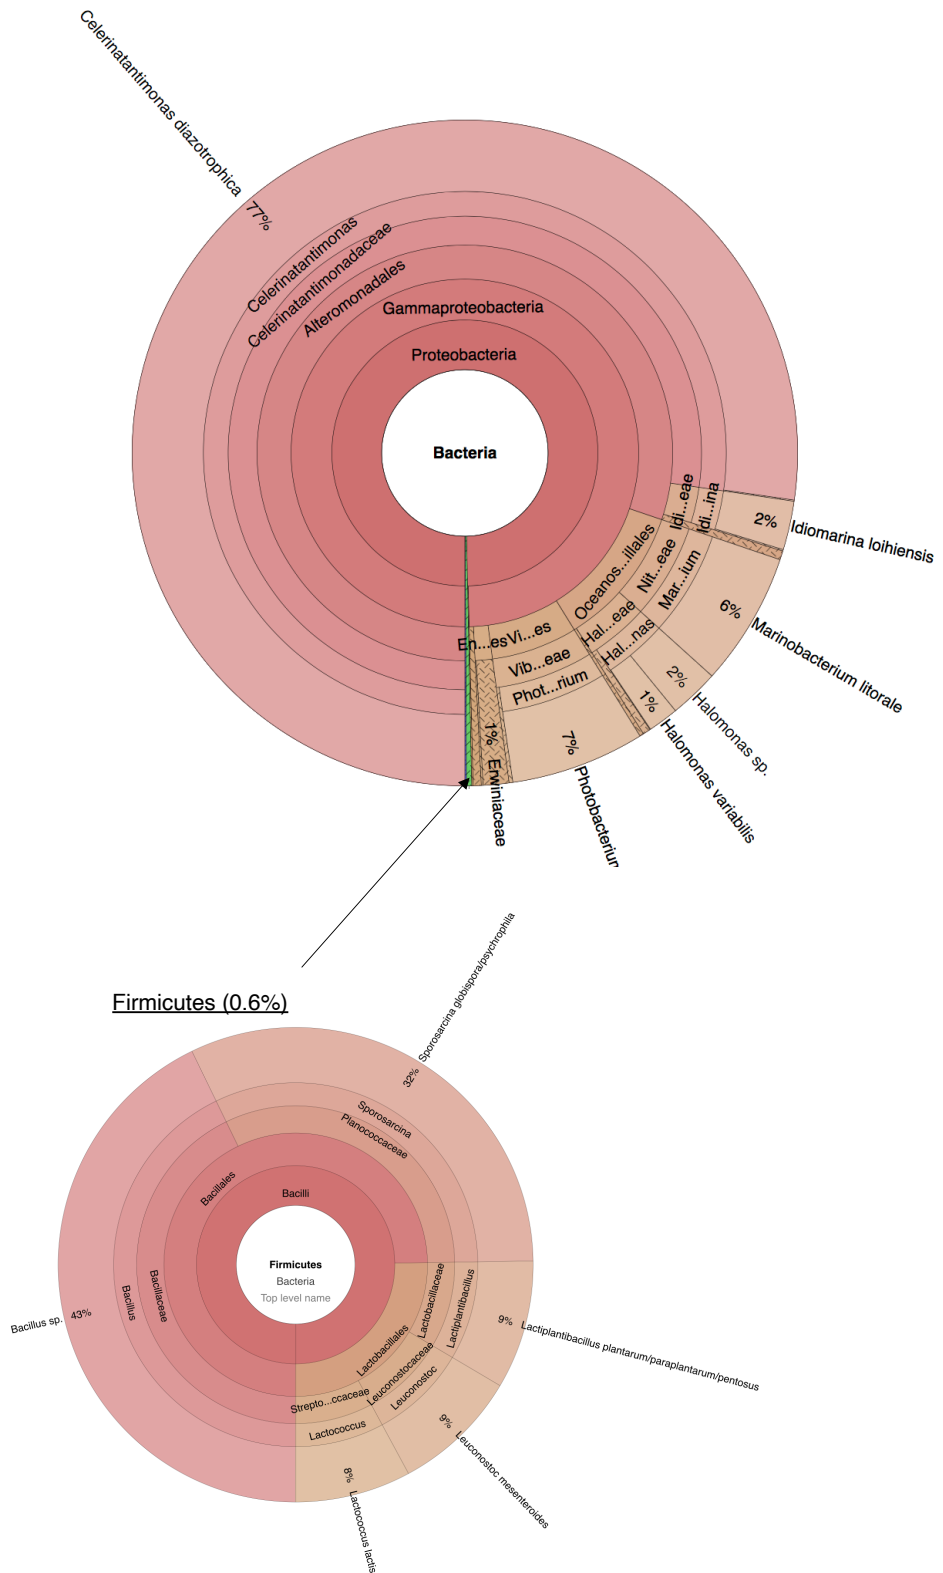 Celerinatantimonas diazotrophica
77%
Celerinatantimonas
Celerinatantimonadaceae
Alteromonadales
Gammaproteobacteria
Proteobacteria
Bacteria
Idi...eae
Idi...ina
2%
Idiomarina loihiensis
Oceanos...illales
Nit...eae
Mar...ium
6%
Marinobacterium litorale
Hal...eae
Hal...nas
2%
Halomonas sp.
1%
Halomonas variabilis
En...es
Vi...es
Vib...eae
Phot...rium
7%
Photobacteriur
1%
Erwiniaceae
Firmicutes (0.6%)
32%
Sporosarcina globispora/psychrophila
Sporosarcina
Planococcaceae
Bacillales
Bacilli
Firmicutes
Bacteria
Top level name
Bacillaceae
Bacillus
43%
Bacillus sp.
Lactobacillales
Lactobacillaceae
Lactiplantibacillus
9%
Lactiplantibacillus plantarum/paraplantarum/pentosus
Leuconostocaceae
Leuconostoc
9%
Leuconostoc mesenteroides
Strepto...ccaceae
Lactococcus
8%
Lactococcus lactis